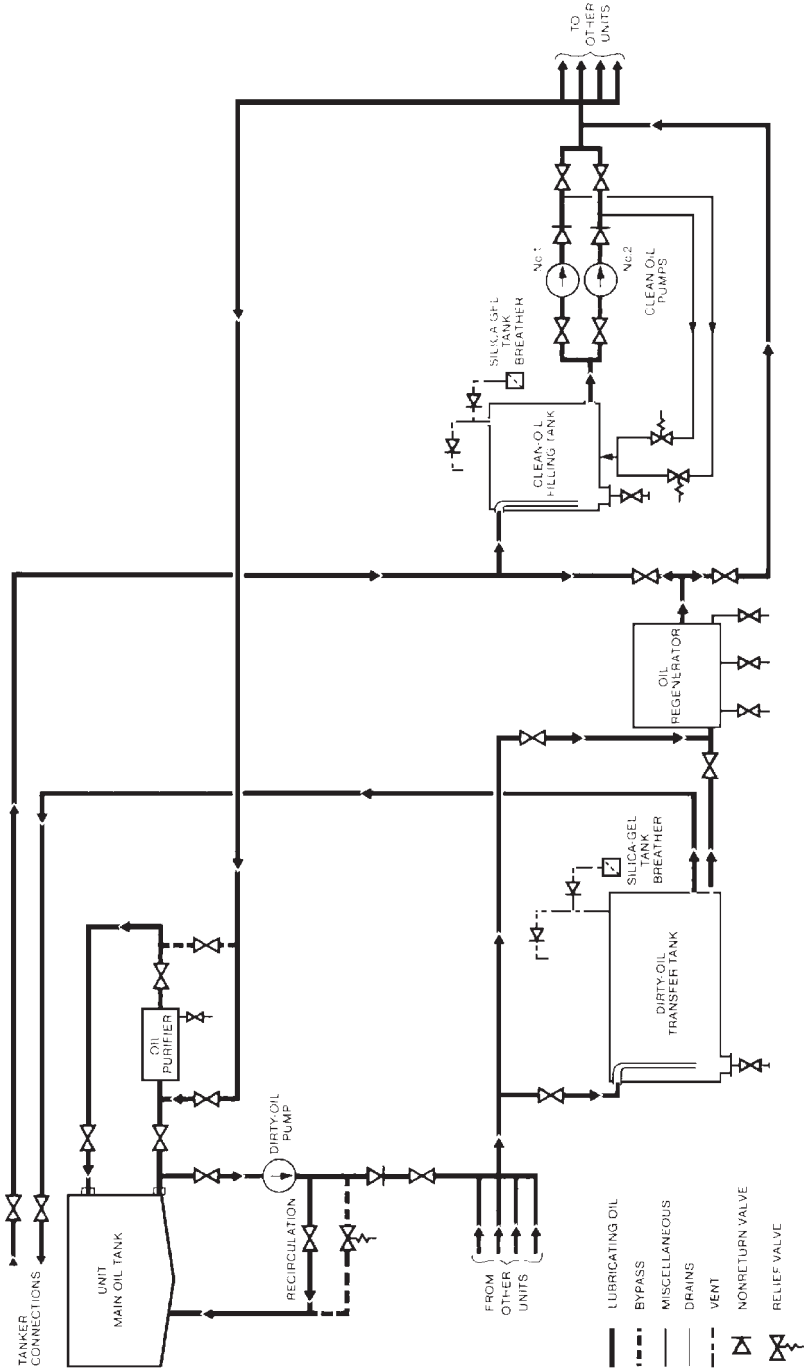 TANKER
CONNECTIONS
UNIT
MAIN OIL TANK
OIL
PURIFIER
DIRTY-OIL
PUMP
RECIRCULATION
FROM
OTHER
UNITS
LUBRICATING OIL
BYPASS
MISCELLANEOUS
DRAINS
VENT
NONRETURN VALVE
RELIEF VALVE
DIRTY-OIL
TRANSFER TANK
SILICA-GEL
TANK
BREATHER
OIL
REGENERATOR
CLEAN-OIL
FILLING TANK
SILICA-GEL
TANK
BREATHER
No.1
No.2
CLEAN OIL
PUMPS
TO
OTHER
UNITS